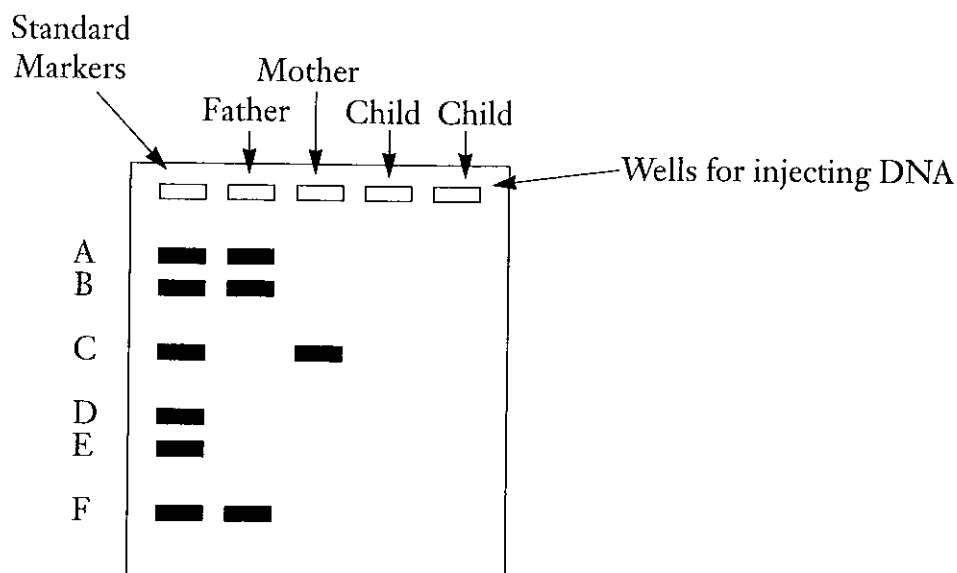 Standard
Markers
Mother
Father
Child
Child
Wells for injecting DNA
A
B
C
D
E
F